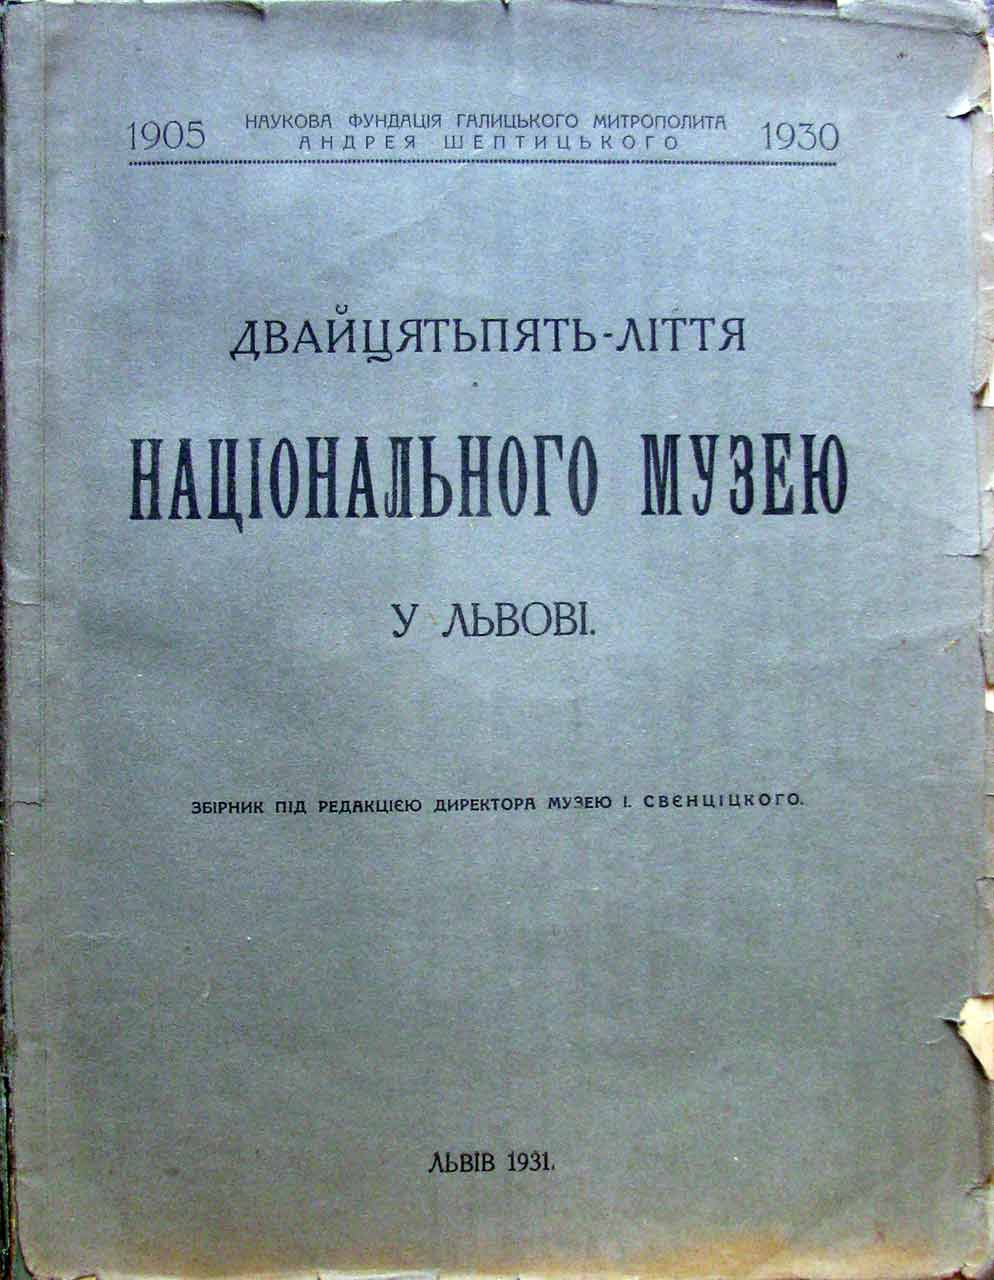 1905 НАУКОВА ФУНДАЦІЯ ГАЛИЦЬКОГО МИТРОПОЛИТА 1930
АНДРЕЯ ШЕПТИЦЬКОГО
ДВАЙЦЯТЬПЯТЬ-ЛІТТЯ
НАЦІОНАЛЬНОГО МУЗЕЮ
У ЛЬВОВІ.
ЗБІРНИК ПІД РЕДАКЦІЄЮ ДИРЕКТОРА МУЗЕЮ І. СВЄНЦІЦКОГО.
ЛЬВІВ 1931.